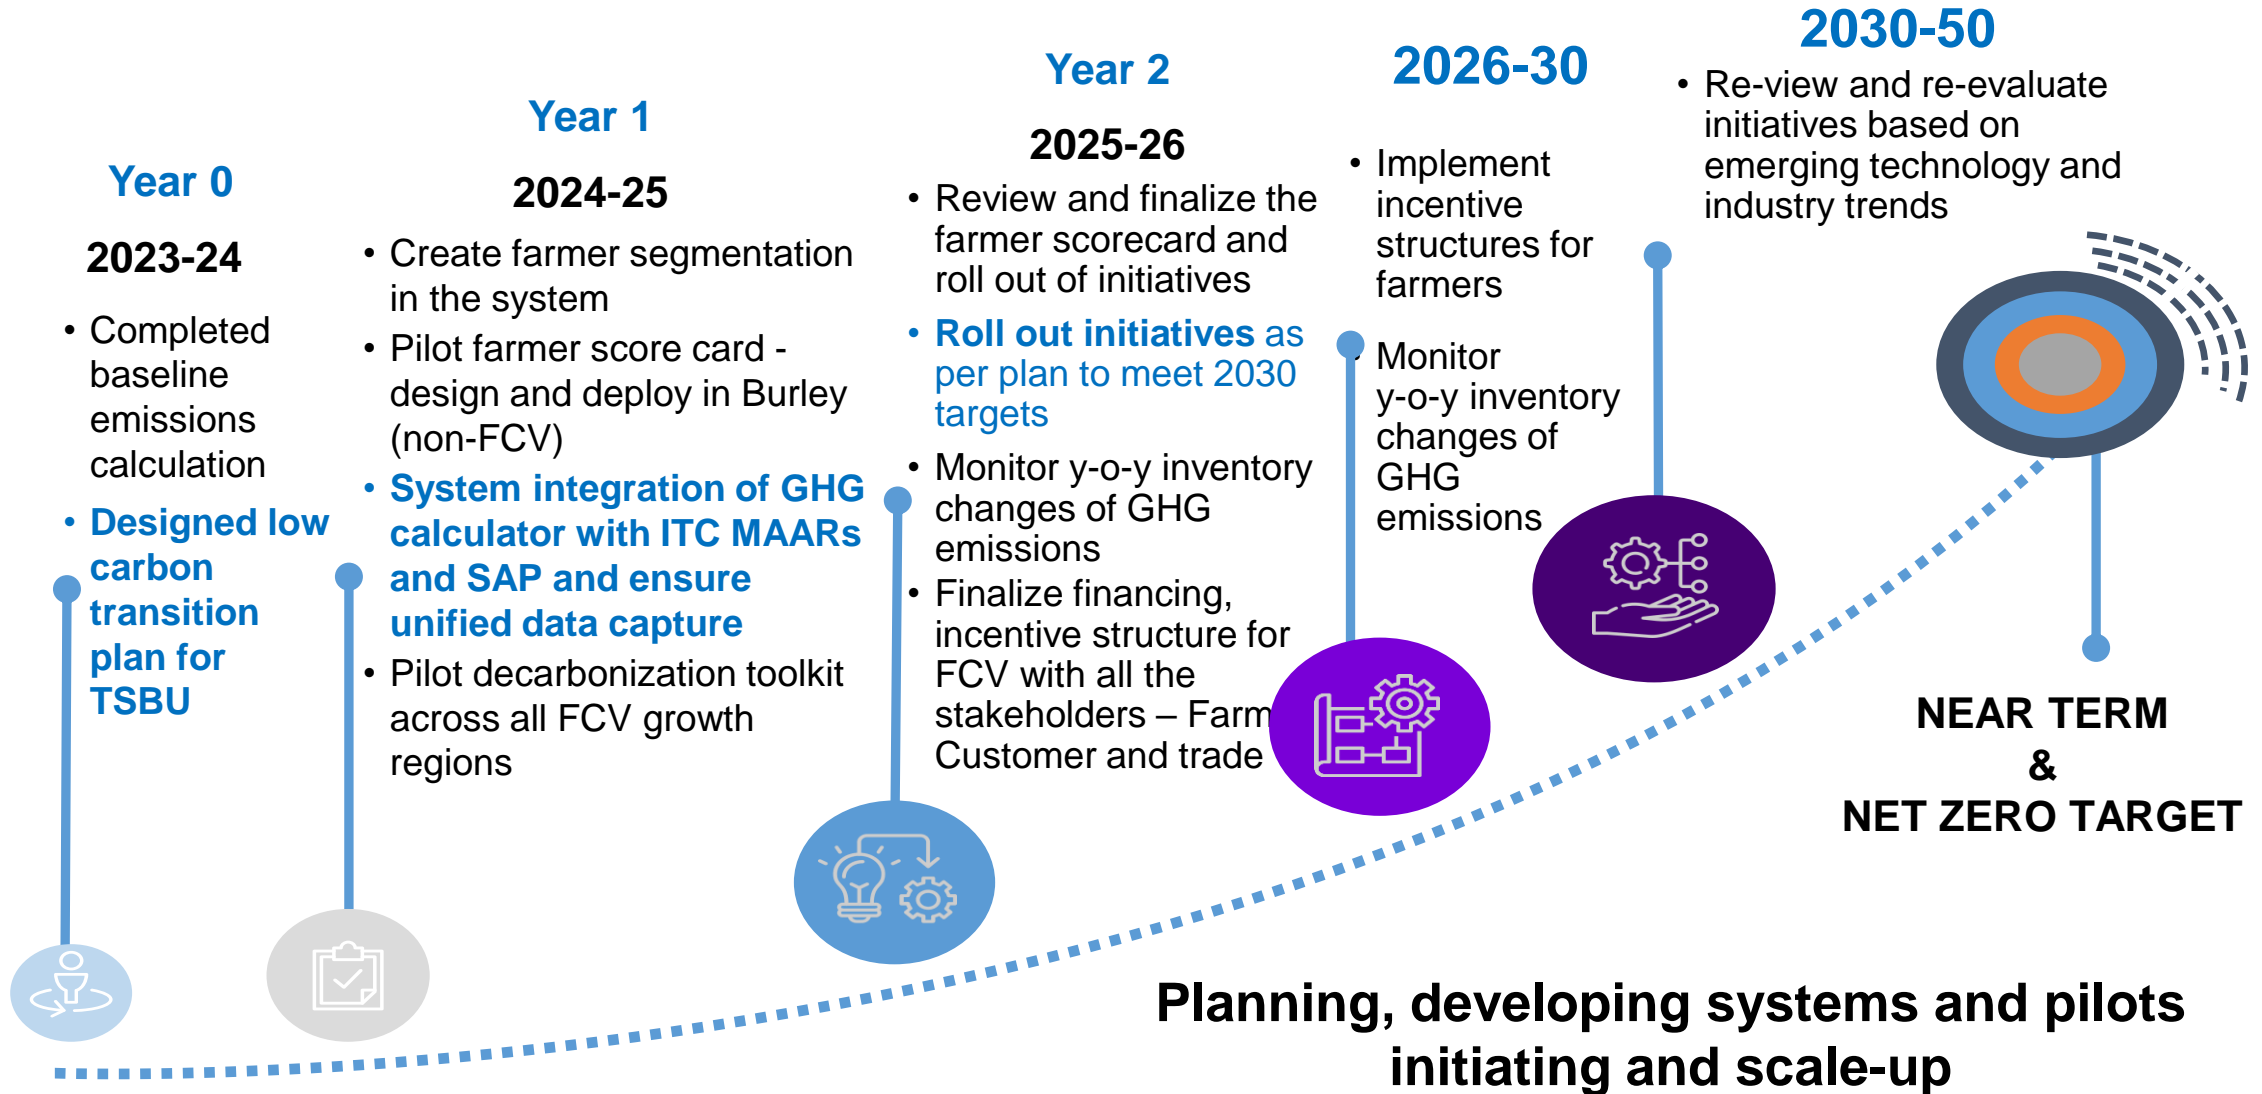 Year 0
2023-24
• Completed
baseline
emissions
calculation
• Designed low
carbon
transition
plan for
TSBU
Year 1
2024-25
• Create farmer segmentation
in the system
• Pilot farmer score card -
design and deploy in Burley
(non-FCV)
• System integration of GHG
calculator with ITC MAARs
and SAP and ensure
unified data capture
• Pilot decarbonization toolkit
across all FCV growth
regions
Year 2
2025-26
• Review and finalize the
farmer scorecard and
roll out of initiatives
• Roll out initiatives as
per plan to meet 2030
targets
• Monitor y-o-y inventory
changes of GHG
emissions
• Finalize financing,
incentive structure for
FCV with all the
stakeholders – Farm
Customer and trade
2026-30
• Implement
incentive
structures for
farmers
• Monitor
y-o-y inventory
changes of
GHG
emissions
2030-50
• Re-view and re-evaluate
initiatives based on
emerging technology and
industry trends
NEAR TERM
&
NET ZERO TARGET
Planning, developing systems and pilots
initiating and scale-up